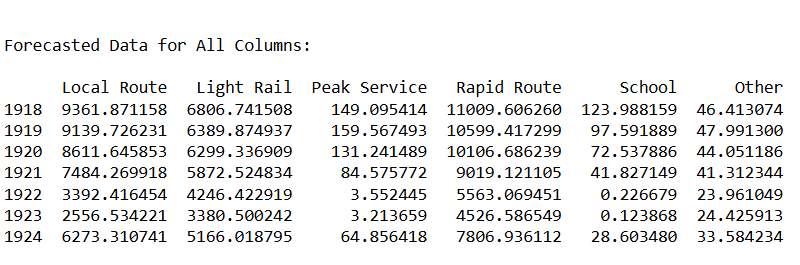 Forecasted Data for All Columns:
Local Route Light Rail Peak Service Rapid Route School Other
1918 9361.871158 6806.741508 149.095414 11009.606260 123.988159 46.413074
1919 9139.726231 6389.874937 159.567493 10599.417299 97.591889 47.991300
1920 8611.645853 6299.336909 131.241489 10106.686239 72.537886 44.051186
1921 7484.269918 5872.524834 84.575772 9019.121105 41.827149 41.312344
1922 3392.416454 4246.422919 3.552445 5563.069451 0.226679 23.961049
1923 2556.534221 3380.500242 3.213659 4526.586549 0.123868 24.425913
1924 6273.310741 5166.018795 64.856418 7806.936112 28.603480 33.584234